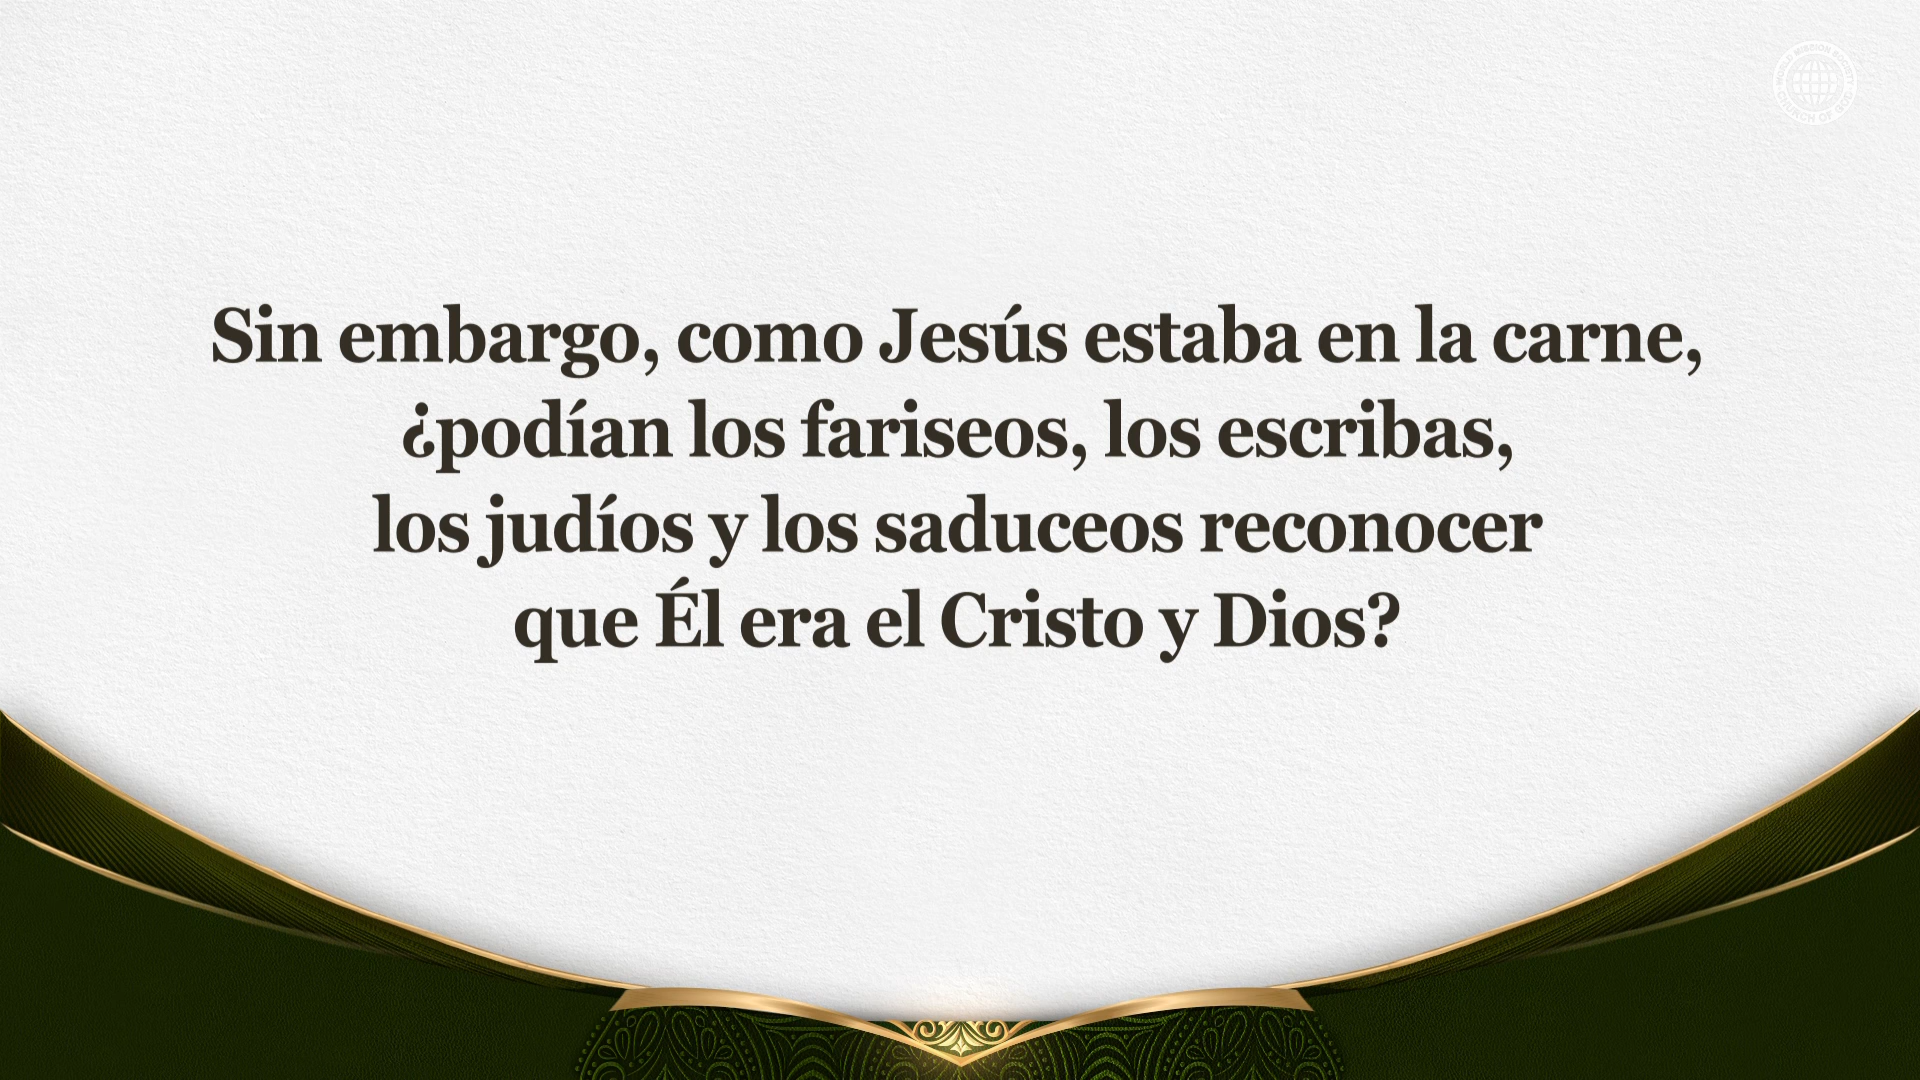 Sin embargo, como Jesús estaba en la carne,
¿podían los fariseos, los escribas,
los judíos y los saduceos reconocer
que Él era el Cristo y Dios?